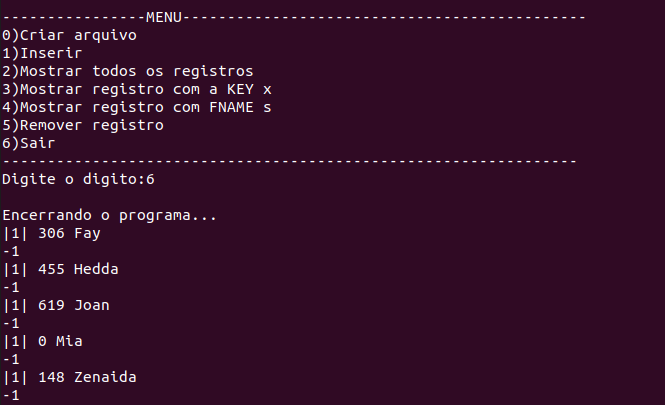 ----------------MENU---------------------------------------------
0)Criar arquivo
1)Inserir
2)Mostrar todos os registros
3)Mostrar registro com a KEY x
4)Mostrar registro com FNAME s
5)Remover registro
6)Sair
----------------------------------------------------------------
Digite o digito:6
Encerrando o programa...
|1| 306 Fay
-1
|1| 455 Hedda
-1
|1| 619 Joan
-1
|1| 0 Mia
-1
|1| 148 Zenaida
-1